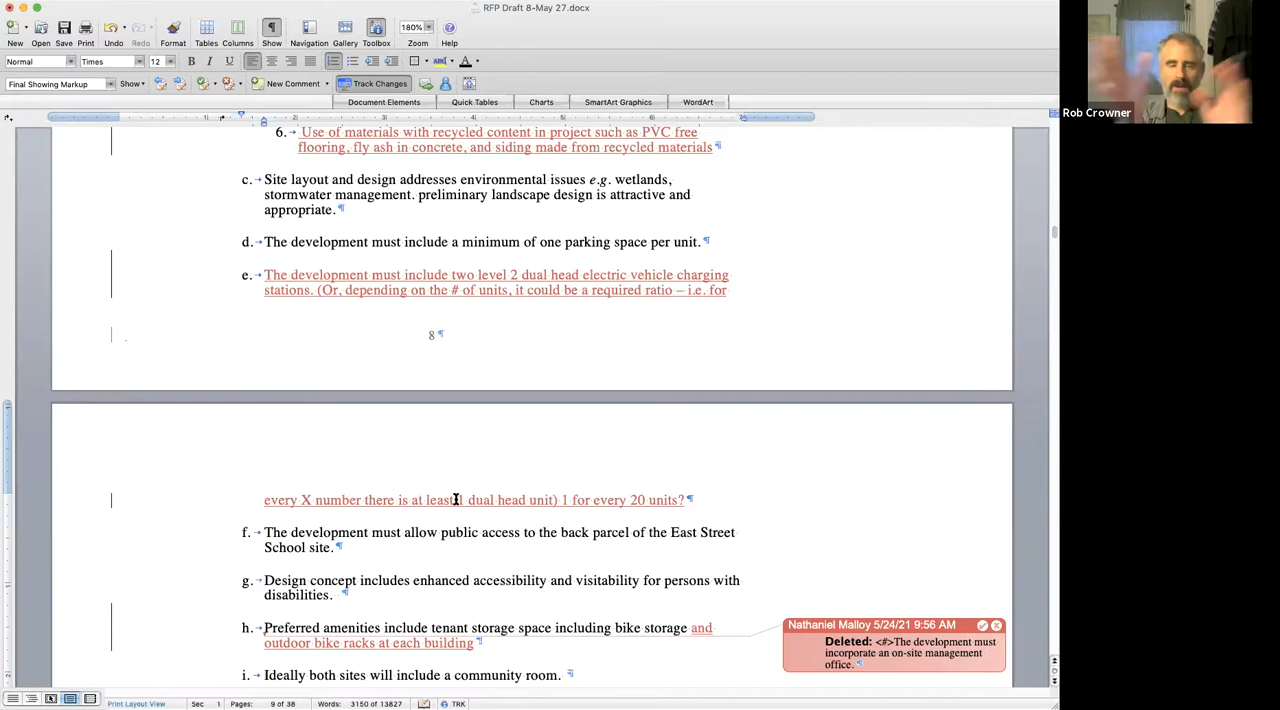 RFP Draft 8-May 27.docx
180%
New Open Save Print Undo Redo Format Tables Columns Show Navigation Gallery Toolbox Zoom Help
Normal Times 12 B I U
Final Showing Markup Show New Comment Track Changes
Document Elements Quick Tables Charts SmartArt Graphics WordArt
Rob Crowner
6. Use of materials with recycled content in project such as PVC free
flooring, fly ash in concrete, and siding made from recycled materials
c. Site layout and design addresses environmental issues e.g. wetlands,
stormwater management. preliminary landscape design is attractive and
appropriate.
d. The development must include a minimum of one parking space per unit.
e. The development must include two level 2 dual head electric vehicle charging
stations. (Or, depending on the # of units, it could be a required ratio – i.e. for
8
every X number there is at least 1 dual head unit) 1 for every 20 units?
f. The development must allow public access to the back parcel of the East Street
School site.
g. Design concept includes enhanced accessibility and visitability for persons with
disabilities.
h. Preferred amenities include tenant storage space including bike storage and
outdoor bike racks at each building
Nathaniel Malloy 5/24/21 9:56 AM
Deleted: <#>The development must
incorporate an on-site management
office.
i. Ideally both sites will include a community room.
Print Layout View Sec 1 Pages: 9 of 38 Words: 3150 of 13827 TRK